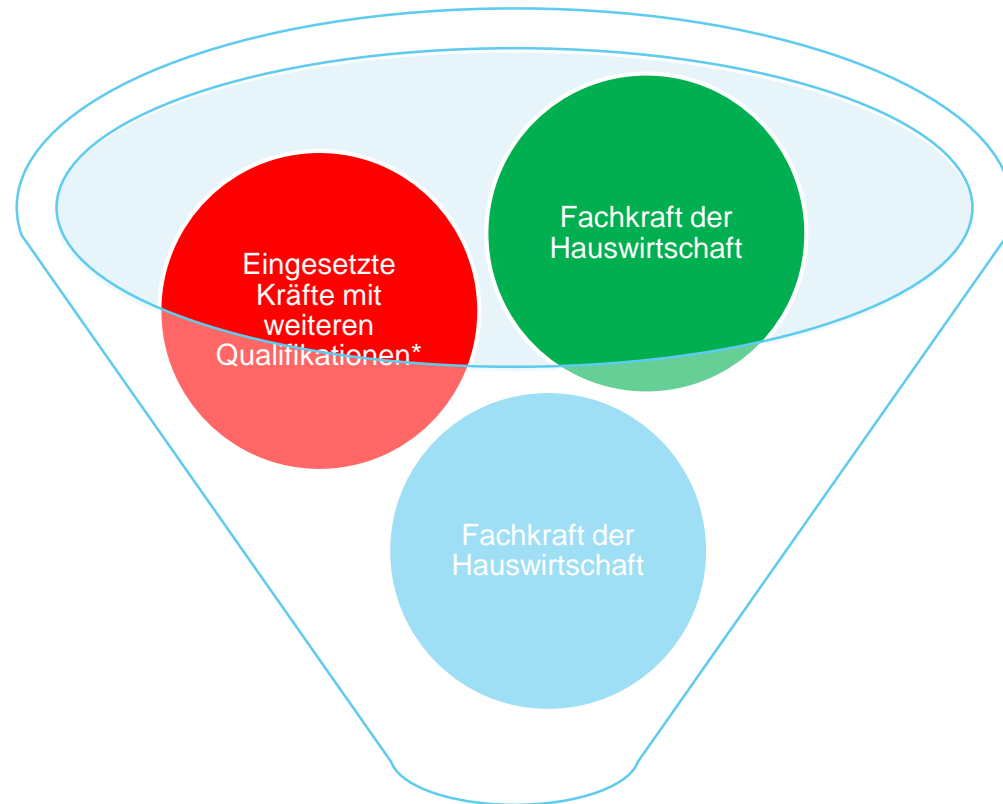 Fachkraft der
Hauswirtschaft
Eingesetzte
Kräfte mit
weiteren
Qualifikationen*
Fachkraft der
Hauswirtschaft